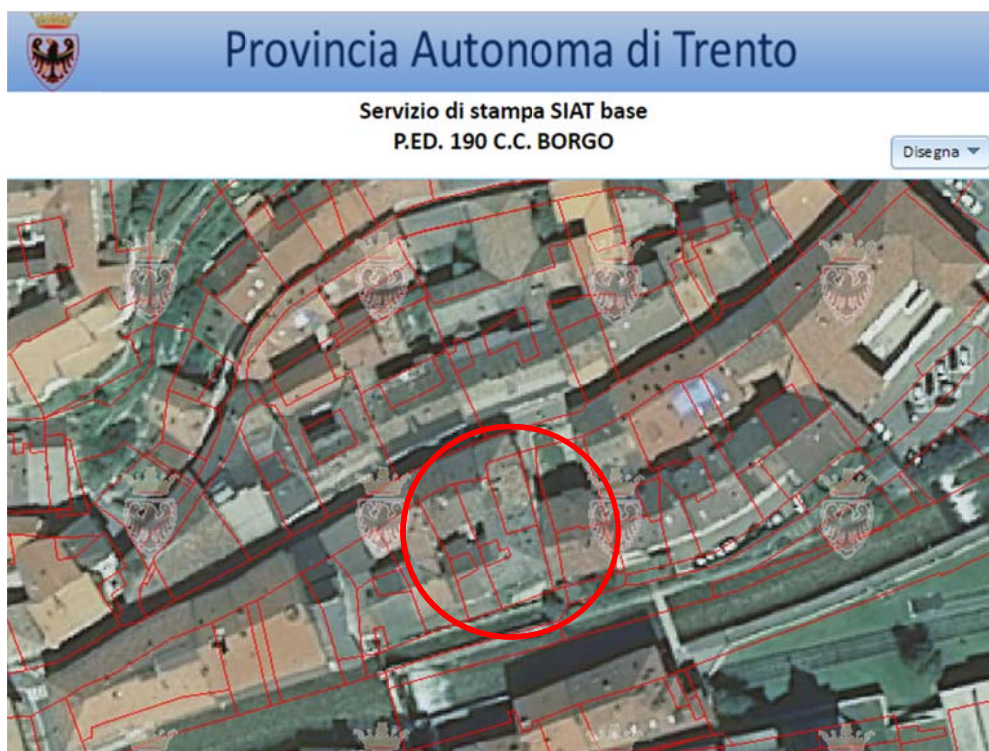 Provincia Autonoma di Trento
Servizio di stampa SIAT base
P.ED. 190 C.C. BORGO
Disegna